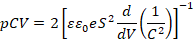 pCV = 2[εε₀eS² d/dV(1/C²)]⁻¹